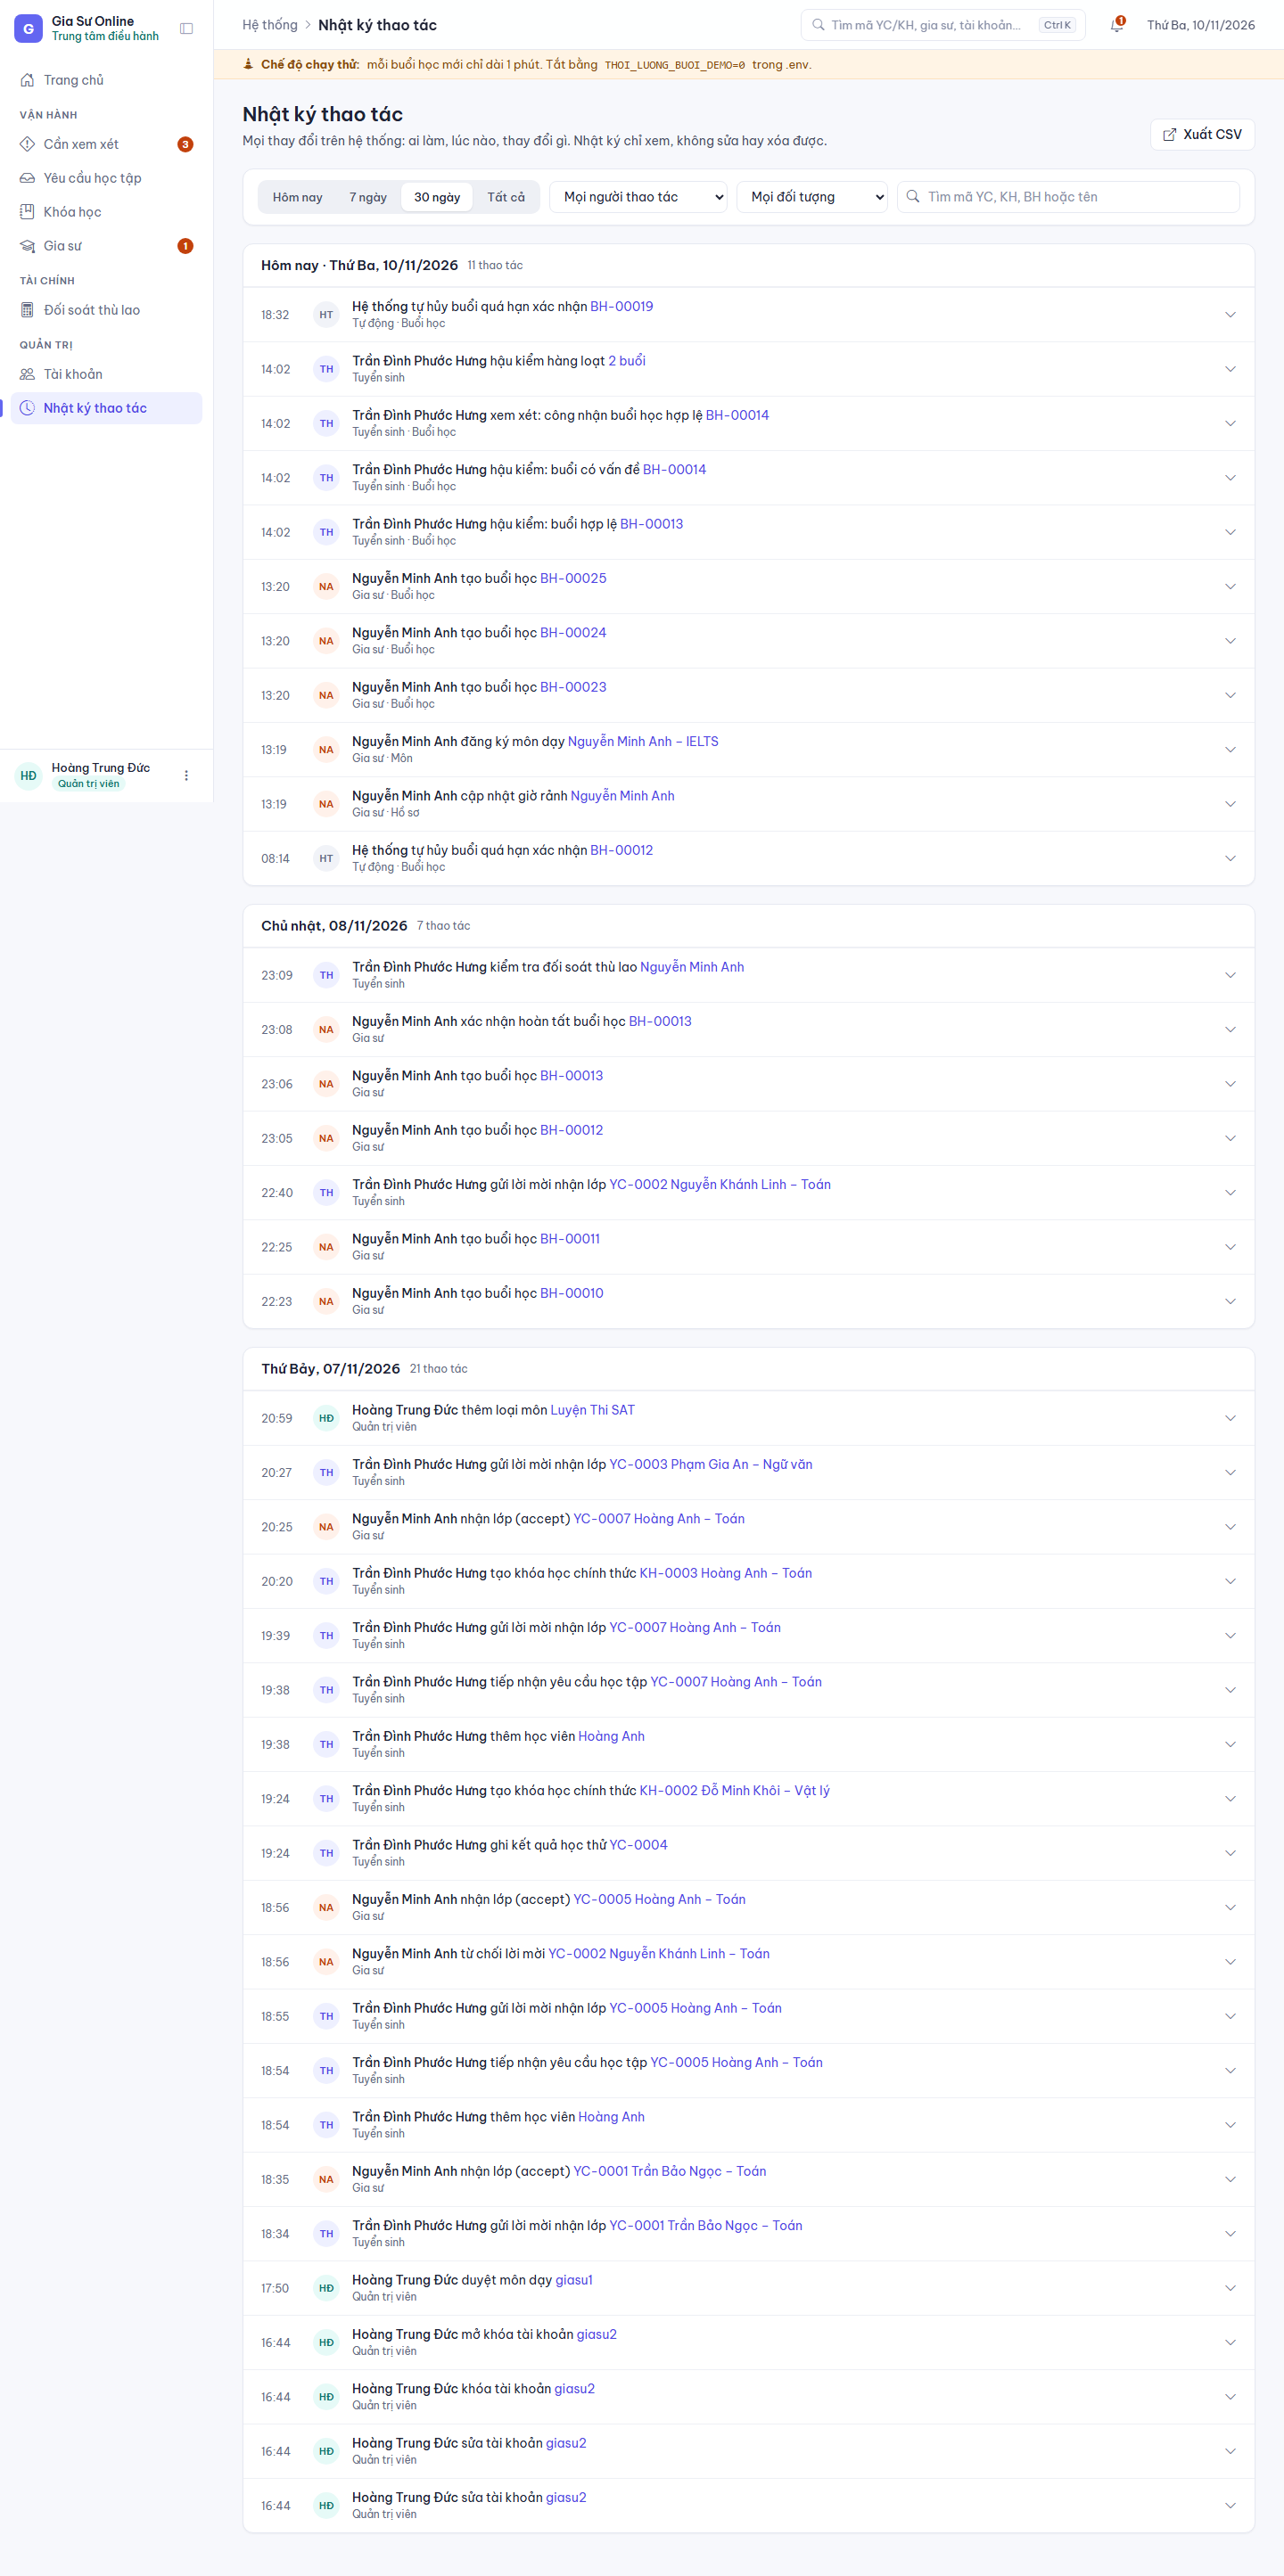 G
Gia Sư Online
Trung tâm điều hành
Trang chủ
VẬN HÀNH
Cần xem xét 3
Yêu cầu học tập
Khóa học
Gia sư 1
TÀI CHÍNH
Đối soát thù lao
QUẢN TRỊ
Tài khoản
Nhật ký thao tác
HĐ Hoàng Trung Đức
Quản trị viên
Hệ thống > Nhật ký thao tác
Tìm mã YC/KH, gia sư, tài khoản... Ctrl K
1
Thứ Ba, 10/11/2026
Chế độ chạy thử: mỗi buổi học mới chỉ dài 1 phút. Tắt bằng THOI_LUONG_BUOI_DEMO=0 trong .env.
Nhật ký thao tác
Mọi thay đổi trên hệ thống: ai làm, lúc nào, thay đổi gì. Nhật ký chỉ xem, không sửa hay xóa được.
Xuất CSV
Hôm nay 7 ngày 30 ngày Tất cả
Mọi người thao tác
Mọi đối tượng
Tìm mã YC, KH, BH hoặc tên
Hôm nay · Thứ Ba, 10/11/2026 11 thao tác
18:32 HT Hệ thống tự hủy buổi quá hạn xác nhận BH-00019
Tự động · Buổi học
14:02 TH Trần Đình Phước Hưng hậu kiểm hàng loạt 2 buổi
Tuyển sinh
14:02 TH Trần Đình Phước Hưng xem xét: công nhận buổi học hợp lệ BH-00014
Tuyển sinh · Buổi học
14:02 TH Trần Đình Phước Hưng hậu kiểm: buổi có vấn đề BH-00014
Tuyển sinh · Buổi học
14:02 TH Trần Đình Phước Hưng hậu kiểm: buổi hợp lệ BH-00013
Tuyển sinh · Buổi học
13:20 NA Nguyễn Minh Anh tạo buổi học BH-00025
Gia sư · Buổi học
13:20 NA Nguyễn Minh Anh tạo buổi học BH-00024
Gia sư · Buổi học
13:20 NA Nguyễn Minh Anh tạo buổi học BH-00023
Gia sư · Buổi học
13:19 NA Nguyễn Minh Anh đăng ký môn dạy Nguyễn Minh Anh – IELTS
Gia sư · Môn
13:19 NA Nguyễn Minh Anh cập nhật giờ rảnh Nguyễn Minh Anh
Gia sư · Hồ sơ
08:14 HT Hệ thống tự hủy buổi quá hạn xác nhận BH-00012
Tự động · Buổi học
Chủ nhật, 08/11/2026 7 thao tác
23:09 TH Trần Đình Phước Hưng kiểm tra đối soát thù lao Nguyễn Minh Anh
Tuyển sinh
23:08 NA Nguyễn Minh Anh xác nhận hoàn tất buổi học BH-00013
Gia sư
23:06 NA Nguyễn Minh Anh tạo buổi học BH-00013
Gia sư
23:05 NA Nguyễn Minh Anh tạo buổi học BH-00012
Gia sư
22:40 TH Trần Đình Phước Hưng gửi lời mời nhận lớp YC-0002 Nguyễn Khánh Linh – Toán
Tuyển sinh
22:25 NA Nguyễn Minh Anh tạo buổi học BH-00011
Gia sư
22:23 NA Nguyễn Minh Anh tạo buổi học BH-00010
Gia sư
Thứ Bảy, 07/11/2026 21 thao tác
20:59 HĐ Hoàng Trung Đức thêm loại môn Luyện Thi SAT
Quản trị viên
20:27 TH Trần Đình Phước Hưng gửi lời mời nhận lớp YC-0003 Phạm Gia An – Ngữ văn
Tuyển sinh
20:25 NA Nguyễn Minh Anh nhận lớp (accept) YC-0007 Hoàng Anh – Toán
Gia sư
20:20 TH Trần Đình Phước Hưng tạo khóa học chính thức KH-0003 Hoàng Anh – Toán
Tuyển sinh
19:39 TH Trần Đình Phước Hưng gửi lời mời nhận lớp YC-0007 Hoàng Anh – Toán
Tuyển sinh
19:38 TH Trần Đình Phước Hưng tiếp nhận yêu cầu học tập YC-0007 Hoàng Anh – Toán
Tuyển sinh
19:38 TH Trần Đình Phước Hưng thêm học viên Hoàng Anh
Tuyển sinh
19:24 TH Trần Đình Phước Hưng tạo khóa học chính thức KH-0002 Đỗ Minh Khôi – Vật lý
Tuyển sinh
19:24 TH Trần Đình Phước Hưng ghi kết quả học thử YC-0004
Tuyển sinh
18:56 NA Nguyễn Minh Anh nhận lớp (accept) YC-0005 Hoàng Anh – Toán
Gia sư
18:56 NA Nguyễn Minh Anh từ chối lời mời YC-0002 Nguyễn Khánh Linh – Toán
Gia sư
18:55 TH Trần Đình Phước Hưng gửi lời mời nhận lớp YC-0005 Hoàng Anh – Toán
Tuyển sinh
18:54 TH Trần Đình Phước Hưng tiếp nhận yêu cầu học tập YC-0005 Hoàng Anh – Toán
Tuyển sinh
18:54 TH Trần Đình Phước Hưng thêm học viên Hoàng Anh
Tuyển sinh
18:35 NA Nguyễn Minh Anh nhận lớp (accept) YC-0001 Trần Bảo Ngọc – Toán
Gia sư
18:34 TH Trần Đình Phước Hưng gửi lời mời nhận lớp YC-0001 Trần Bảo Ngọc – Toán
Tuyển sinh
17:50 HĐ Hoàng Trung Đức duyệt môn dạy giasu1
Quản trị viên
16:44 HĐ Hoàng Trung Đức mở khóa tài khoản giasu2
Quản trị viên
16:44 HĐ Hoàng Trung Đức khóa tài khoản giasu2
Quản trị viên
16:44 HĐ Hoàng Trung Đức sửa tài khoản giasu2
Quản trị viên
16:44 HĐ Hoàng Trung Đức sửa tài khoản giasu2
Quản trị viên